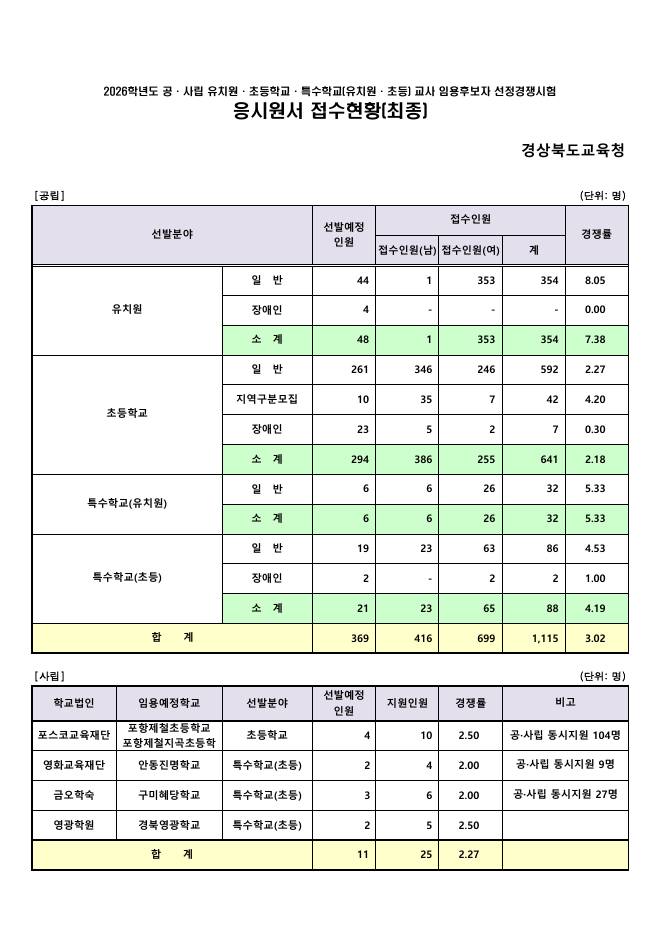 2026학년도 공·사립 유치원·초등학교·특수학교(유치원·초등) 교사 임용후보자 선정경쟁시험
응시원서 접수현황(최종)
경상북도교육청
[공립] (단위: 명)
선발분야 선발예정 인원 접수인원 경쟁률
접수인원(남) 접수인원(여) 계
유치원 일 반 44 1 353 354 8.05
장애인 4 - - - 0.00
소 계 48 1 353 354 7.38
초등학교 일 반 261 346 246 592 2.27
지역구분모집 10 35 7 42 4.20
장애인 23 5 2 7 0.30
소 계 294 386 255 641 2.18
특수학교(유치원) 일 반 6 6 26 32 5.33
소 계 6 6 26 32 5.33
특수학교(초등) 일 반 19 23 63 86 4.53
장애인 2 - 2 2 1.00
소 계 21 23 65 88 4.19
합 계 369 416 699 1,115 3.02
[사립] (단위: 명)
학교법인 임용예정학교 선발분야 선발예정 인원 지원인원 경쟁률 비고
포스코교육재단 포항제철초등학교 포항제철지곡초등학 초등학교 4 10 2.50 공·사립 동시지원 104명
영화교육재단 안동진명학교 특수학교(초등) 2 4 2.00 공·사립 동시지원 9명
금오학숙 구미혜당학교 특수학교(초등) 3 6 2.00 공·사립 동시지원 27명
영광학원 경북영광학교 특수학교(초등) 2 5 2.50
합 계 11 25 2.27